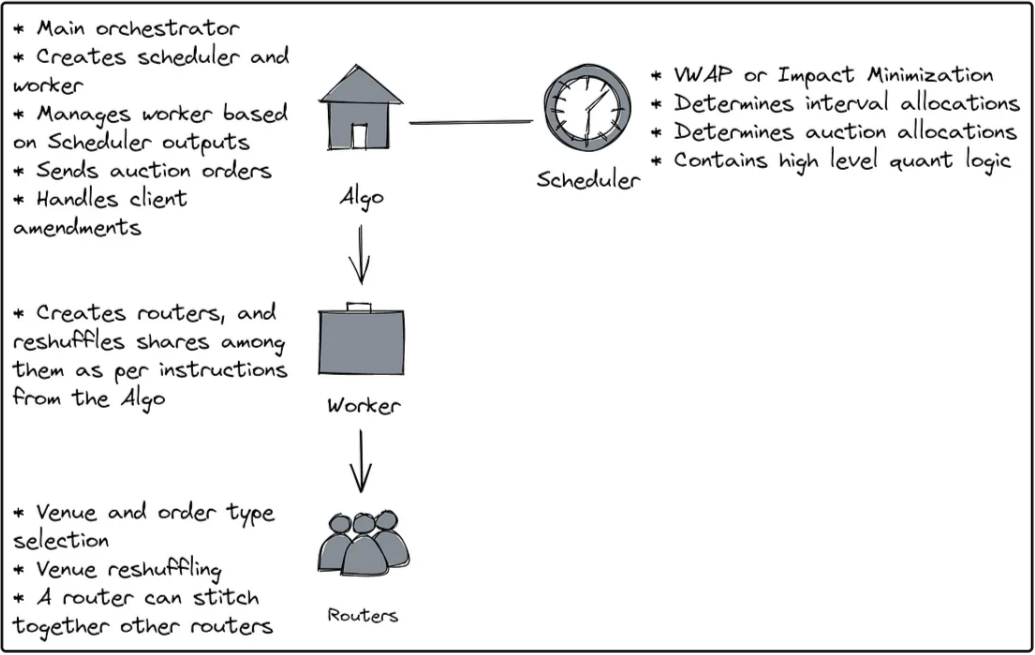 * Main orchestrator
* Creates scheduler and
worker
* Manages worker based
on Scheduler outputs
* Sends auction orders
* Handles client
amendments
Algo
Scheduler
* VWAP or Impact Minimization
* Determines interval allocations
* Determines auction allocations
* Contains high level quant logic
* Creates routers, and
reshuffles shares among
them as per instructions
from the Algo
Worker
* Venue and order type
selection
* Venue reshuffling
* A router can stitch
together other routers
Routers